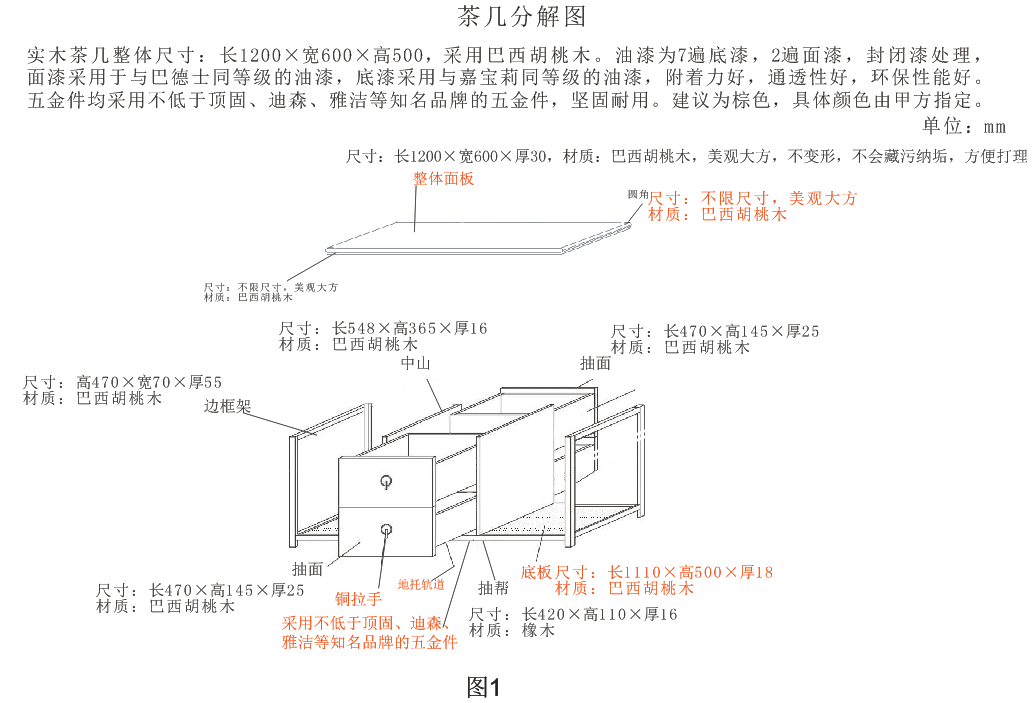 茶几分解图
实木茶几整体尺寸：长1200×宽600×高500，采用巴西胡桃木。油漆为7遍底漆，2遍面漆，封闭漆处理，
面漆采用于与巴德士同等级的油漆，底漆采用与嘉宝莉同等级的油漆，附着力好，通透性好，环保性能好。
五金件均采用不低于顶固、迪森、雅洁等知名品牌的五金件，坚固耐用。建议为棕色，具体颜色由甲方指定。
单位：mm
尺寸：长1200×宽600×厚30，材质：巴西胡桃木，美观大方，不变形，不会藏污纳垢，方便打理
整体面板
圆角
尺寸：不限尺寸，美观大方
材质：巴西胡桃木
尺寸：不限尺寸，美观大方
材质：巴西胡桃木
尺寸：长548×高365×厚16
材质：巴西胡桃木
中山
尺寸：长470×高145×厚25
材质：巴西胡桃木
抽面
尺寸：高470×宽70×厚55
材质：巴西胡桃木
边框架
抽面
尺寸：长470×高145×厚25
材质：巴西胡桃木
铜拉手
地托轨道
采用不低于顶固、迪森、
雅洁等知名品牌的五金件
抽帮
尺寸：长420×高110×厚16
材质：橡木
底板
尺寸：长1110×高500×厚18
材质：巴西胡桃木
图1